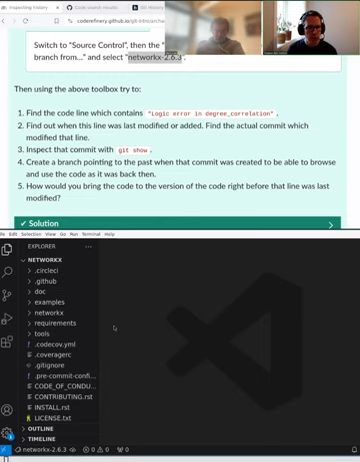 Inspecting history
Code search results
Git History
coderefinery.github.io/git-intro/
Switch to "Source Control", then the "
branch from..." and select "networkx-2.6.3".
Then using the above toolbox try to:
1. Find the code line which contains "Logic error in degree_correlation",
2. Find out when this line was last modified or added. Find the actual commit which
modified that line.
3. Inspect that commit with git show.
4. Create a branch pointing to the past when that commit was created to be able to browse
and use the code as it was back then.
5. How would you bring the code to the version of the code right before that line was last
modified?
✓ Solution
Edit Selection View Go Run Terminal Help
EXPLORER
NETWORKX
.circleci
.github
doc
examples
networkx
requirements
tools
.codecov.yml
.coveragerc
.gitignore
.pre-commit-confi...
CODE_OF_CONDU...
CONTRIBUTING.rst
INSTALL.rst
LICENSE.txt
OUTLINE
TIMELINE
networkx-2.6.3 0 0 0